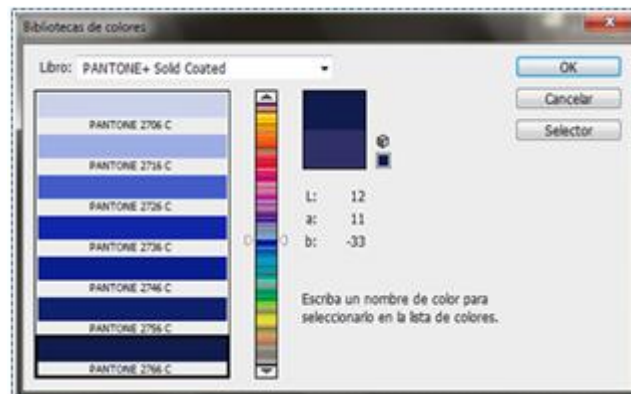 Bibliotecas de colores
Libro: PANTONE+ Solid Coated
OK
Cancelar
Selector
PANTONE 2706 C
PANTONE 2716 C
PANTONE 2726 C
PANTONE 2736 C
PANTONE 2746 C
PANTONE 2756 C
PANTONE 2766 C
L: 12
a: 11
b: -33
Escriba un nombre de color para
seleccionarlo en la lista de colores.